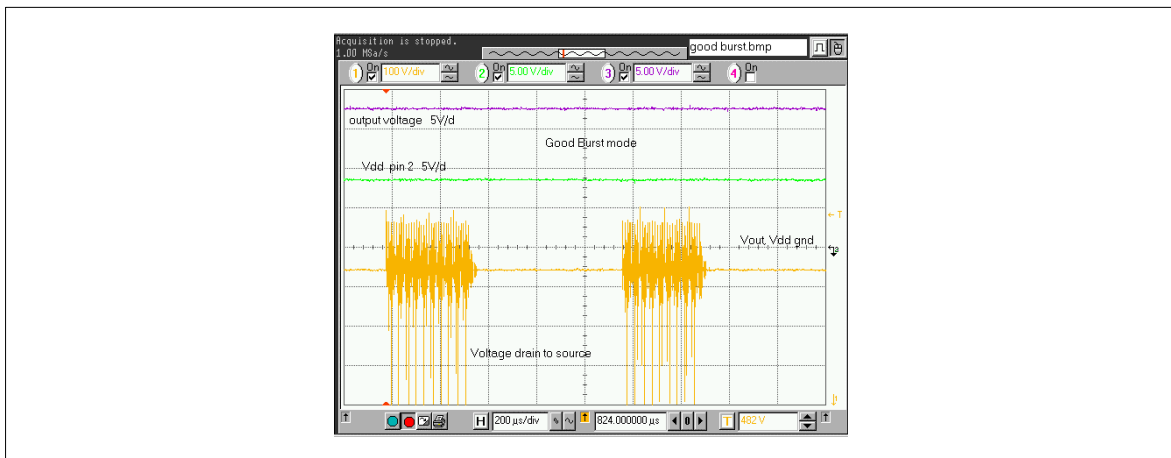 Acquisition is stopped.
1.00 MSa/s
good burst.bmp
1 On 100 V/div 2 On 5.00 V/div 3 On 5.00 V/div 4 On
output voltage 5V/d
Good Burst mode
Vdd pin 2 5V/d
T
Vout, Vdd gnd
Voltage drain to source
H 200 µs/div 824.000000 µs 0 T 482 V